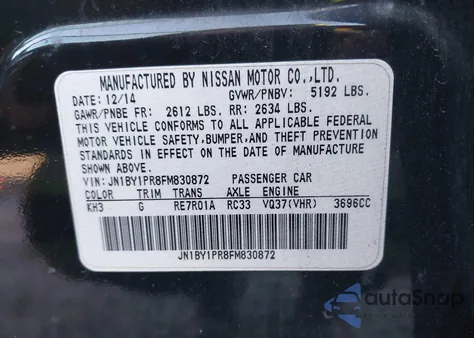 MANUFACTURED BY NISSAN MOTOR CO.,LTD.
DATE: 12/14 GVWR/PNBV: 5192 LBS.
GAWR/PNBE FR: 2612 LBS. RR: 2634 LBS.
THIS VEHICLE CONFORMS TO ALL APPLICABLE FEDERAL
MOTOR VEHICLE SAFETY,BUMPER,AND THEFT PREVENTION
STANDARDS IN EFFECT ON THE DATE OF MANUFACTURE
SHOWN ABOVE.
VIN: JN1BY1PR8FM830872 PASSENGER CAR
COLOR TRIM TRANS AXLE ENGINE
KH3 G RE7R01A RC33 VQ37(VHR) 3696CC
JN1BY1PR8FM830872
autoSnap